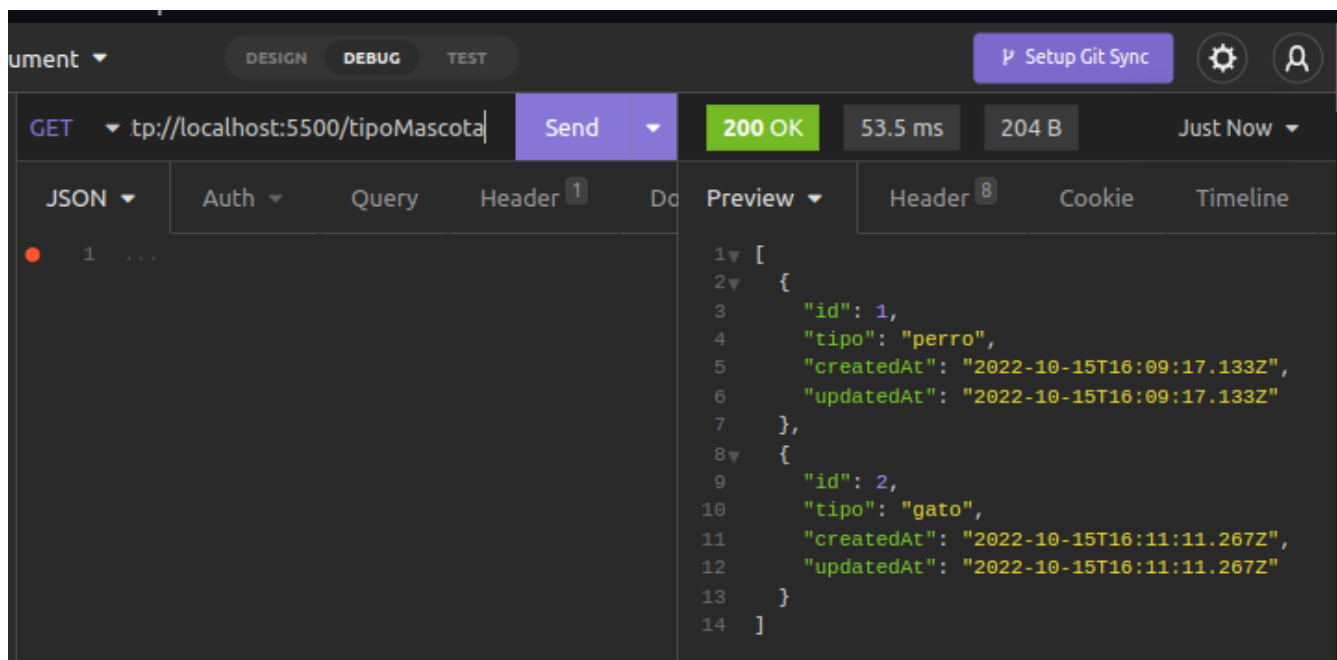 ument
DESIGN DEBUG TEST
Setup Git Sync
GET tp://localhost:5500/tipoMascota Send
200 OK 53.5 ms 204 B Just Now
JSON Auth Query Header 1 Do
Preview Header 8 Cookie Timeline
1 ...
1 [
2 {
3 "id": 1,
4 "tipo": "perro",
5 "createdAt": "2022-10-15T16:09:17.133Z",
6 "updatedAt": "2022-10-15T16:09:17.133Z"
7 },
8 {
9 "id": 2,
10 "tipo": "gato",
11 "createdAt": "2022-10-15T16:11:11.267Z",
12 "updatedAt": "2022-10-15T16:11:11.267Z"
13 }
14 ]